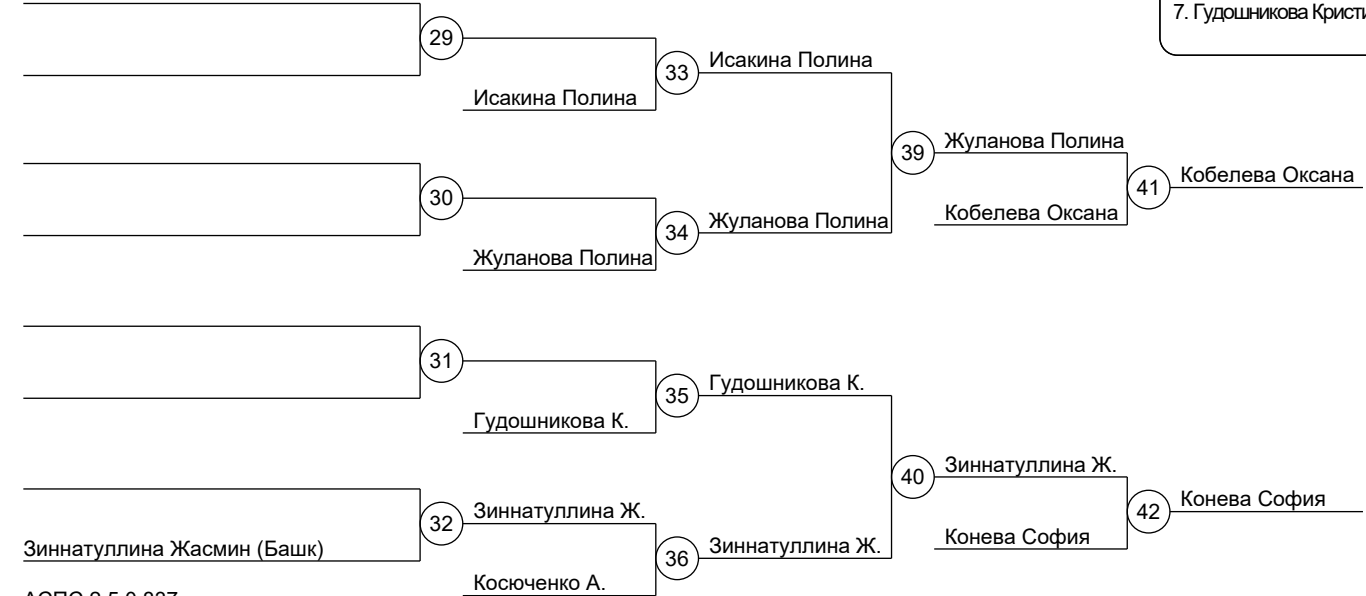 7. Гудошникова Кристи
29
Исакина Полина
33
Исакина Полина
39
Жуланова Полина
41
Кобелева Оксана
Кобелева Оксана
30
34
Жуланова Полина
Жуланова Полина
31
35
Гудошникова К.
Гудошникова К.
40
Зиннатуллина Ж.
42
Конева София
Конева София
32
Зиннатуллина Ж.
Зиннатуллина Жасмин (Башк)
36
Зиннатуллина Ж.
Косюченко А.